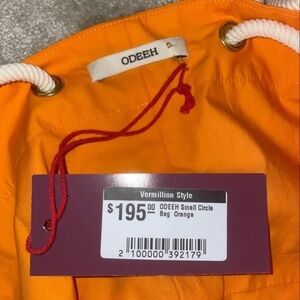 ODEEH
Vermillion Style
$195.00 ODEEH Small Circle
Bag Orange
2 100000 392179